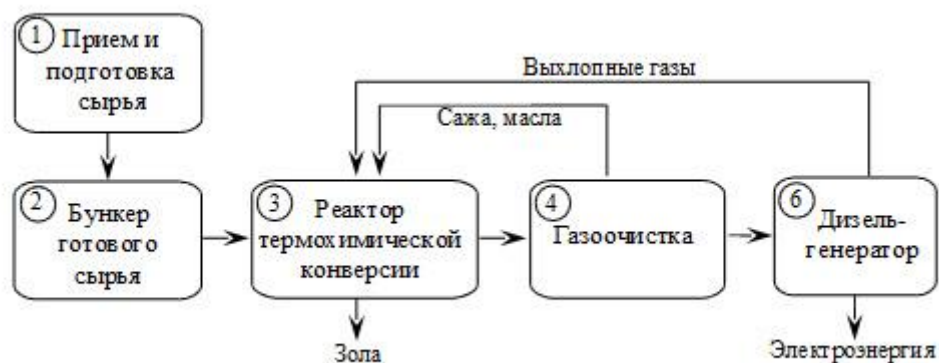 1
Прием и
подготовка
сырья
Выхлопные газы
Сажа, масла
2
Бункер
готового
сырья
3
Реактор
термохимической
конверсии
4
Газоочистка
6
Дизель-
генератор
Зола
Электроэнергия